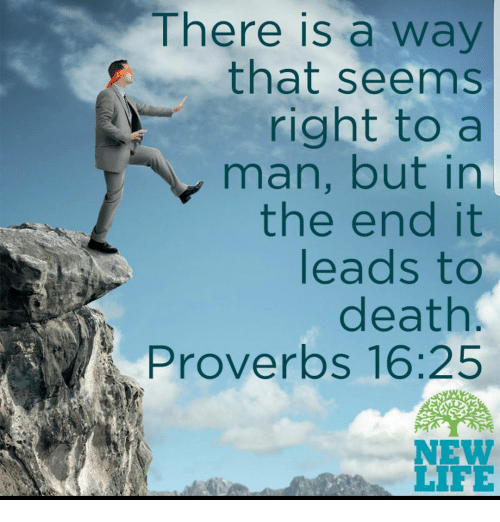 There is a way
that seems
right to a
man, but in
the end it
leads to
death.
Proverbs 16:25
NEW
LIFE